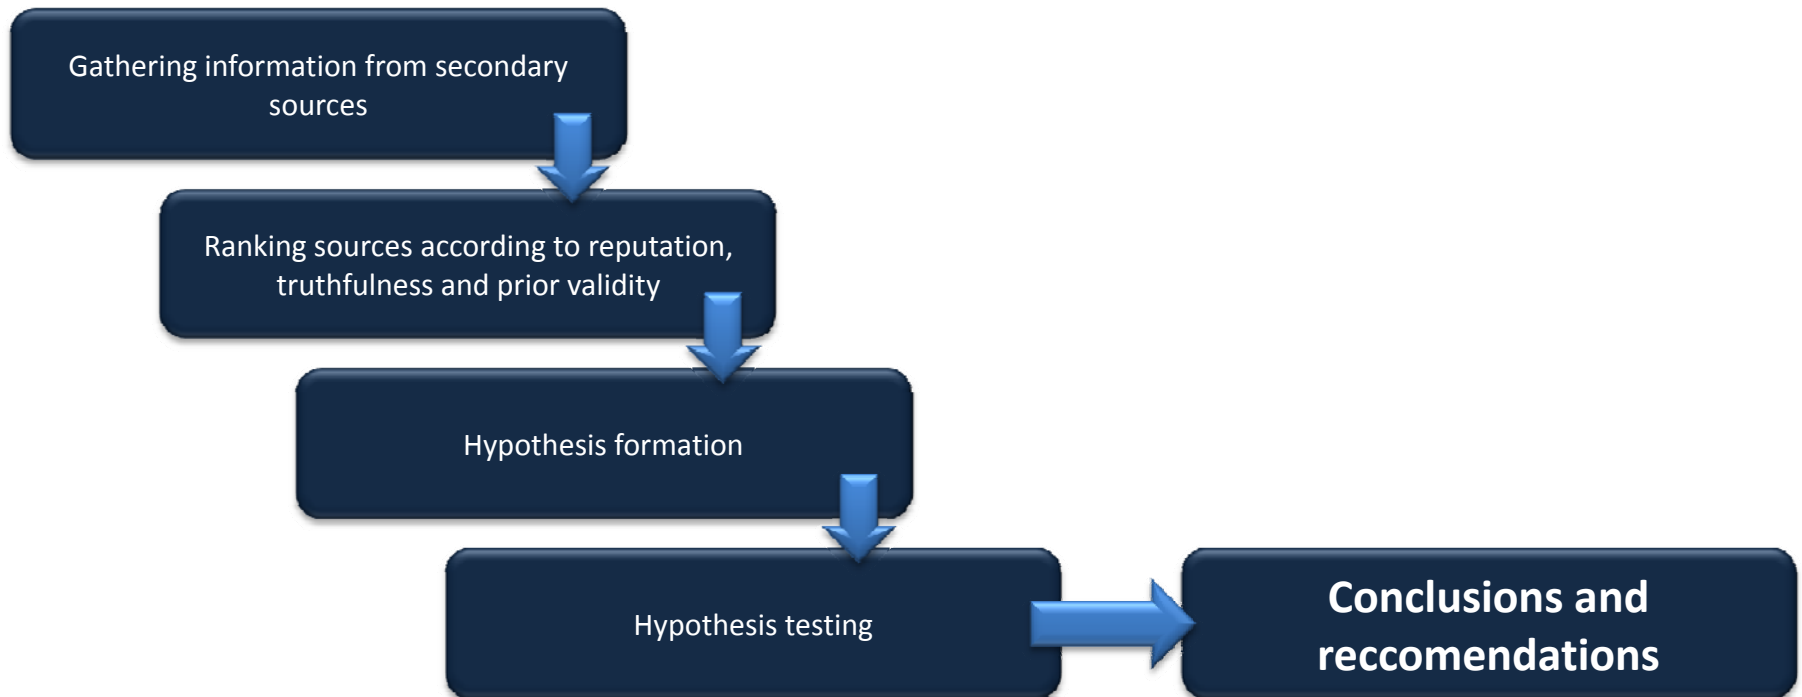 Gathering information from secondary
sources
Ranking sources according to reputation,
truthfulness and prior validity
Hypothesis formation
Hypothesis testing
Conclusions and
reccomendations